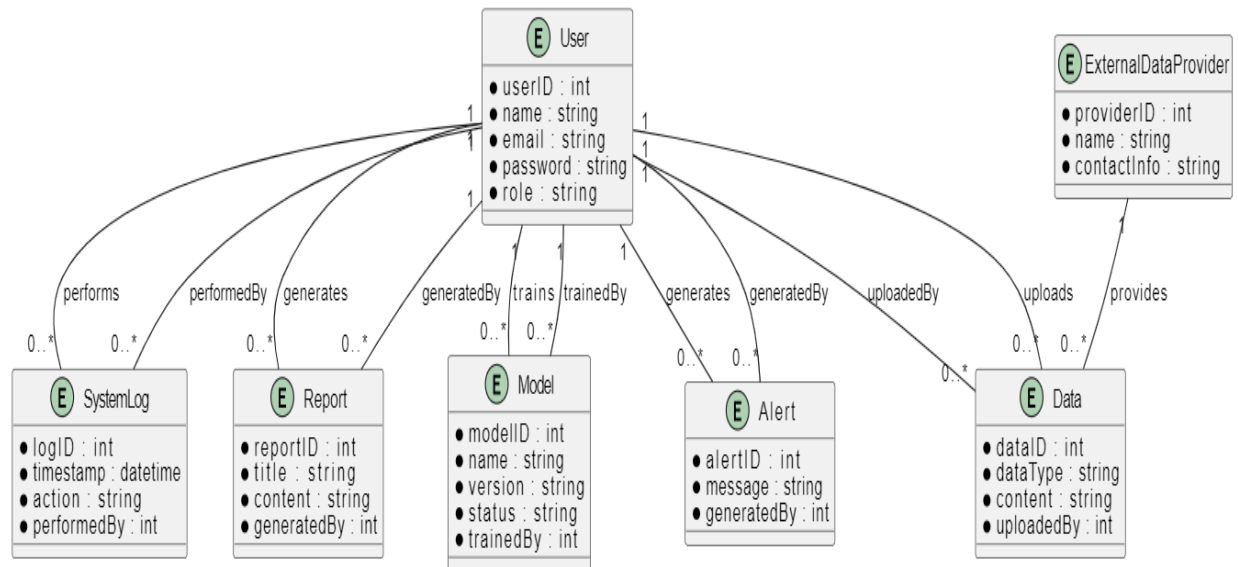 E User
userID : int
name : string
email : string
password : string
role : string
E ExternalDataProvider
providerID : int
name : string
contactInfo : string
1
1
1
1
1
1
1
1
1
1
1
performs
performedBy
generates
generatedBy
trains
trainedBy
generates
generatedBy
uploadedBy
uploads
provides
0..*
0..*
0..*
0..*
0..*
0..*
0..*
0..*
0..*
0..*
0..*
E SystemLog
logID : int
timestamp : datetime
action : string
performedBy : int
E Report
reportID : int
title : string
content : string
generatedBy : int
E Model
modelID : int
name : string
version : string
status : string
trainedBy : int
E Alert
alertID : int
message : string
generatedBy : int
E Data
dataID : int
dataType : string
content : string
uploadedBy : int